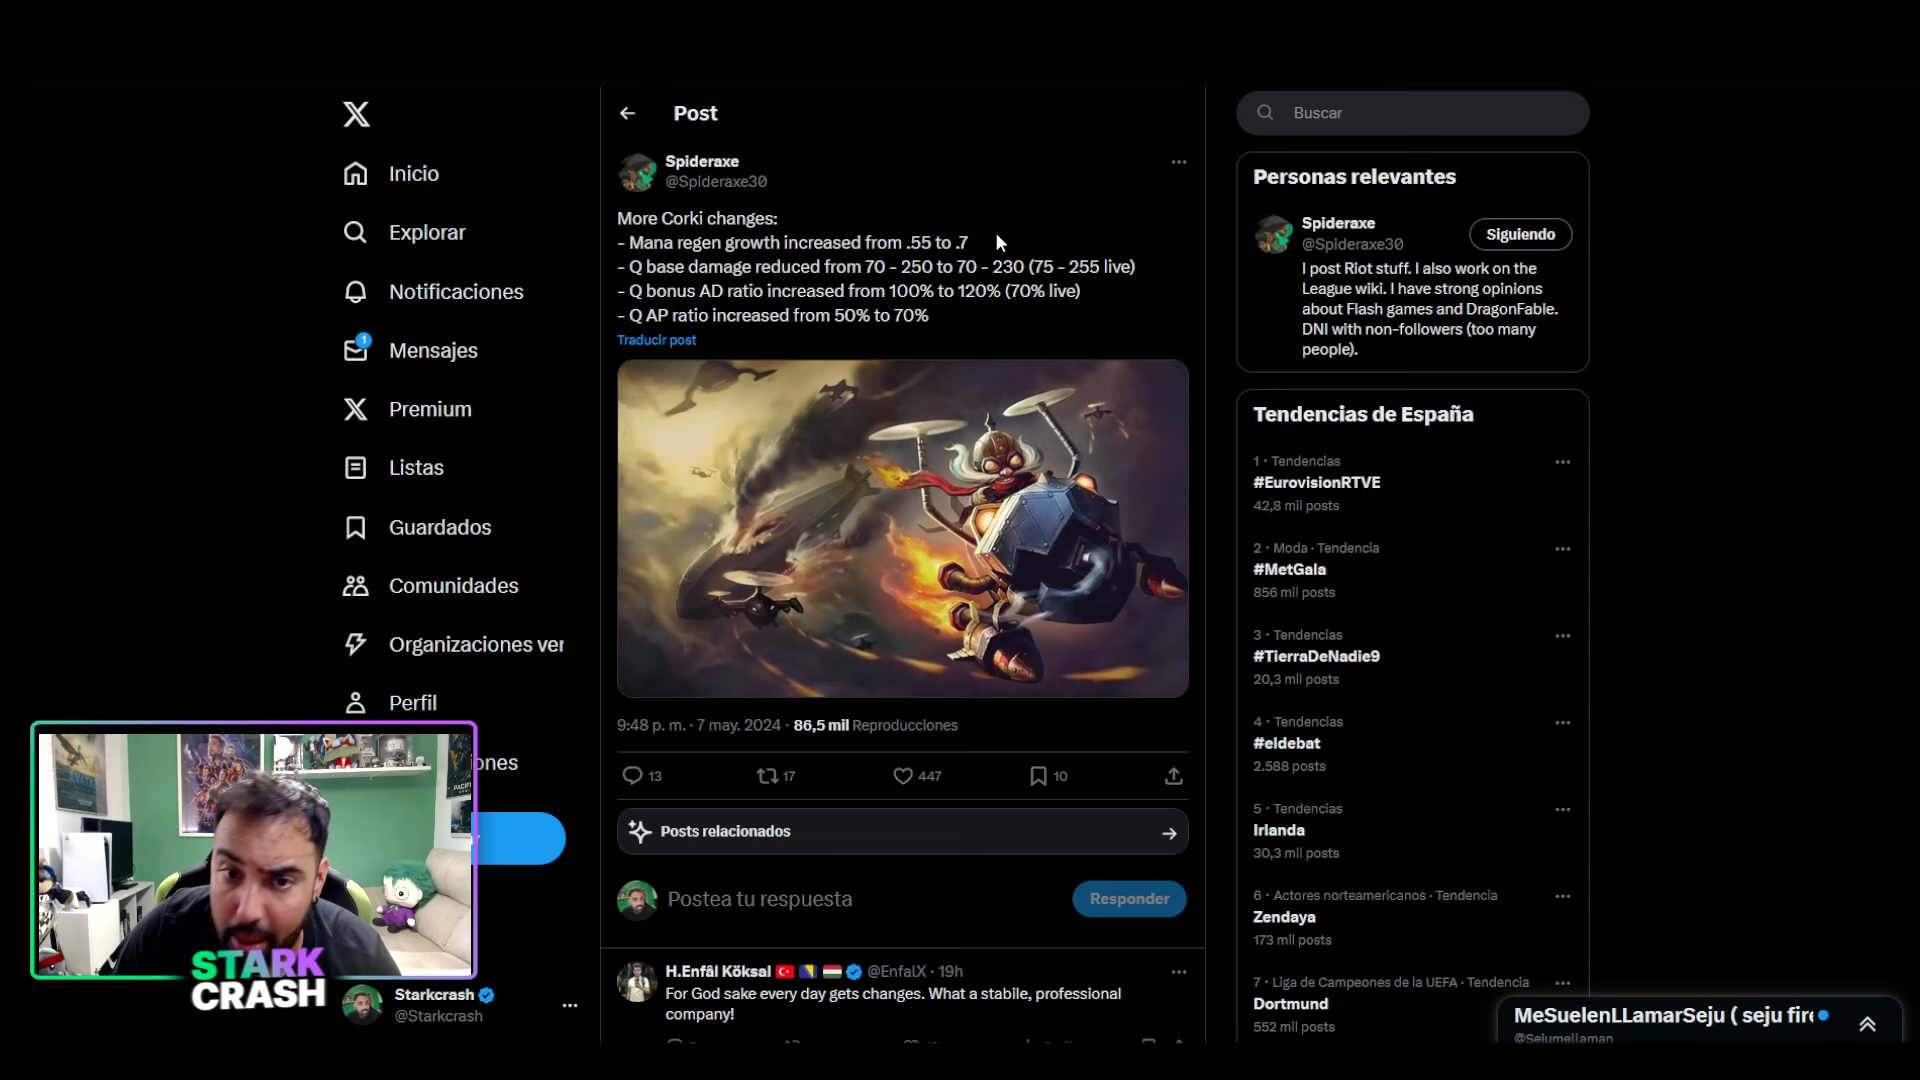 Inicio
Explorar
Notificaciones
1
Mensajes
Premium
Listas
Guardados
Comunidades
Organizaciones ver
Perfil
ones
STARK
CRASH
Starkcrash
@Starkcrash
Post
Spideraxe
@Spideraxe30
More Corki changes:
- Mana regen growth increased from .55 to .7
- Q base damage reduced from 70 - 250 to 70 - 230 (75 - 255 live)
- Q bonus AD ratio increased from 100% to 120% (70% live)
- Q AP ratio increased from 50% to 70%
Traducir post
9:48 p. m. · 7 may. 2024 · 86,5 mil Reproducciones
13 17 447 10
Posts relacionados
Postea tu respuesta
Responder
H.Enfâl Köksal @EnfalX · 19h
For God sake every day gets changes. What a stabile, professional
company!
Buscar
Personas relevantes
Spideraxe
@Spideraxe30
Siguiendo
I post Riot stuff. I also work on the
League wiki. I have strong opinions
about Flash games and DragonFable.
DNI with non-followers (too many
people).
Tendencias de España
1 · Tendencias
#EurovisionRTVE
42,8 mil posts
2 · Moda · Tendencia
#MetGala
856 mil posts
3 · Tendencias
#TierraDeNadie9
20,3 mil posts
4 · Tendencias
#eldebat
2.588 posts
5 · Tendencias
Irlanda
30,3 mil posts
6 · Actores norteamericanos · Tendencia
Zendaya
173 mil posts
7 · Liga de Campeones de la UEFA · Tendencia
Dortmund
552 mil posts
MeSuelenLLamarSeju ( seju fire
@Sejumellaman